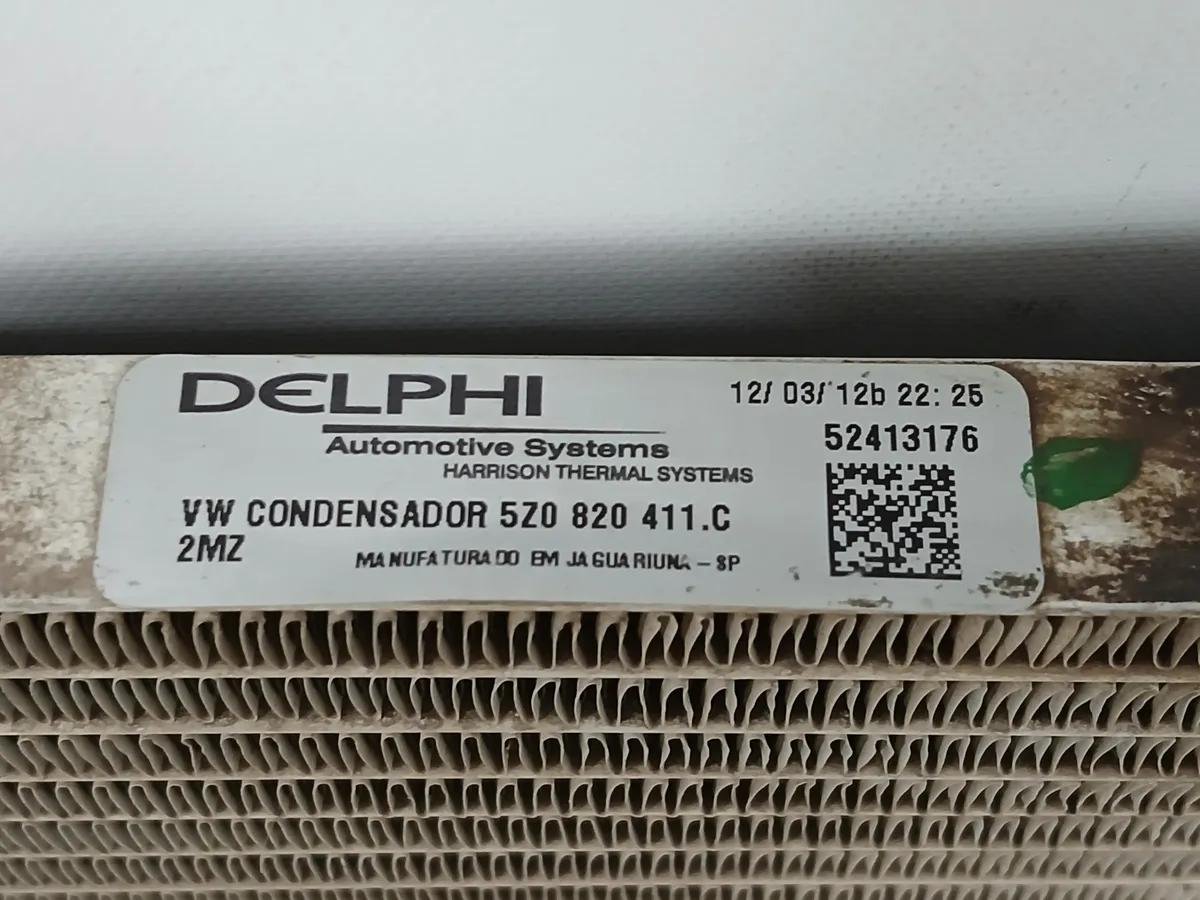 DELPHI
Automotive Systems
HARRISON THERMAL SYSTEMS
12/ 03/ 12b 22: 25
52413176
VW CONDENSADOR 5Z0 820 411.C
2MZ
MANUFATURADO EM JAGUARIUNA - SP